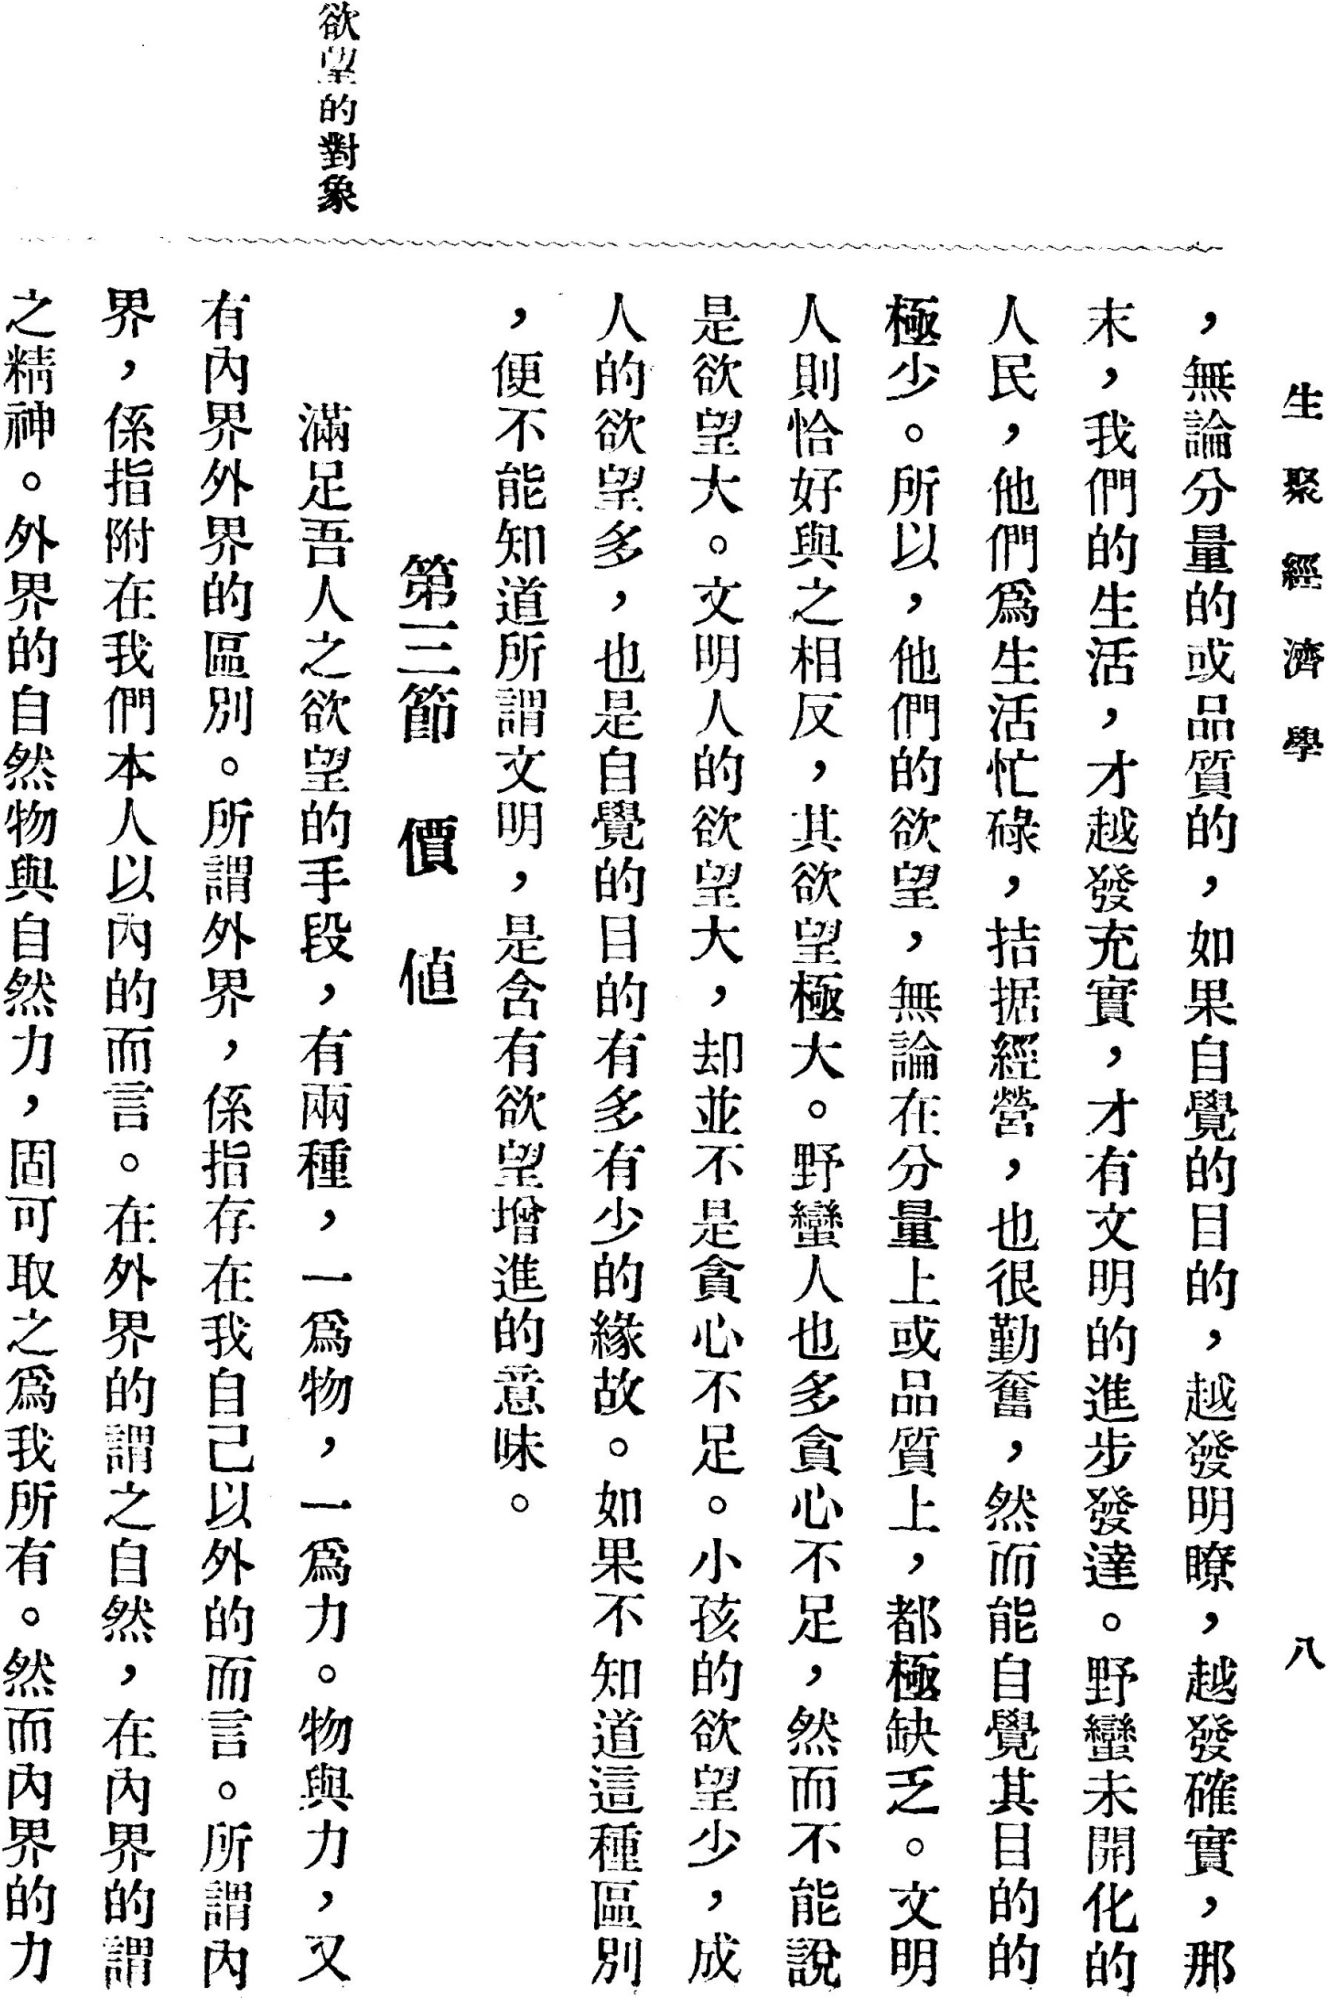 生聚經濟學 八
，無論分量的或品質的，如果自覺的目的，越發明瞭，越發確實，那
末，我們的生活，才越發充實，才有文明的進步發達。野蠻未開化的
人民，他們爲生活忙碌，拮据經營，也很勤奮，然而能自覺其目的的
極少。所以，他們的欲望，無論在分量上或品質上，都極缺乏。文明
人則恰好與之相反，其欲望極大。野蠻人也多貪心不足，然而不能說
是欲望大。文明人的欲望大，却並不是貪心不足。小孩的欲望少，成
人的欲望多，也是自覺的目的有多有少的緣故。如果不知道這種區別
，便不能知道所謂文明，是含有欲望增進的意味。
第三節 價値
欲望的對象
滿足吾人之欲望的手段，有兩種，一爲物，一爲力。物與力，又
有內界外界的區別。所謂外界，係指存在我自己以外的而言。所謂內
界，係指附在我們本人以內的而言。在外界的謂之自然，在內界的謂
之精神。外界的自然物與自然力，固可取之爲我所有。然而內界的力